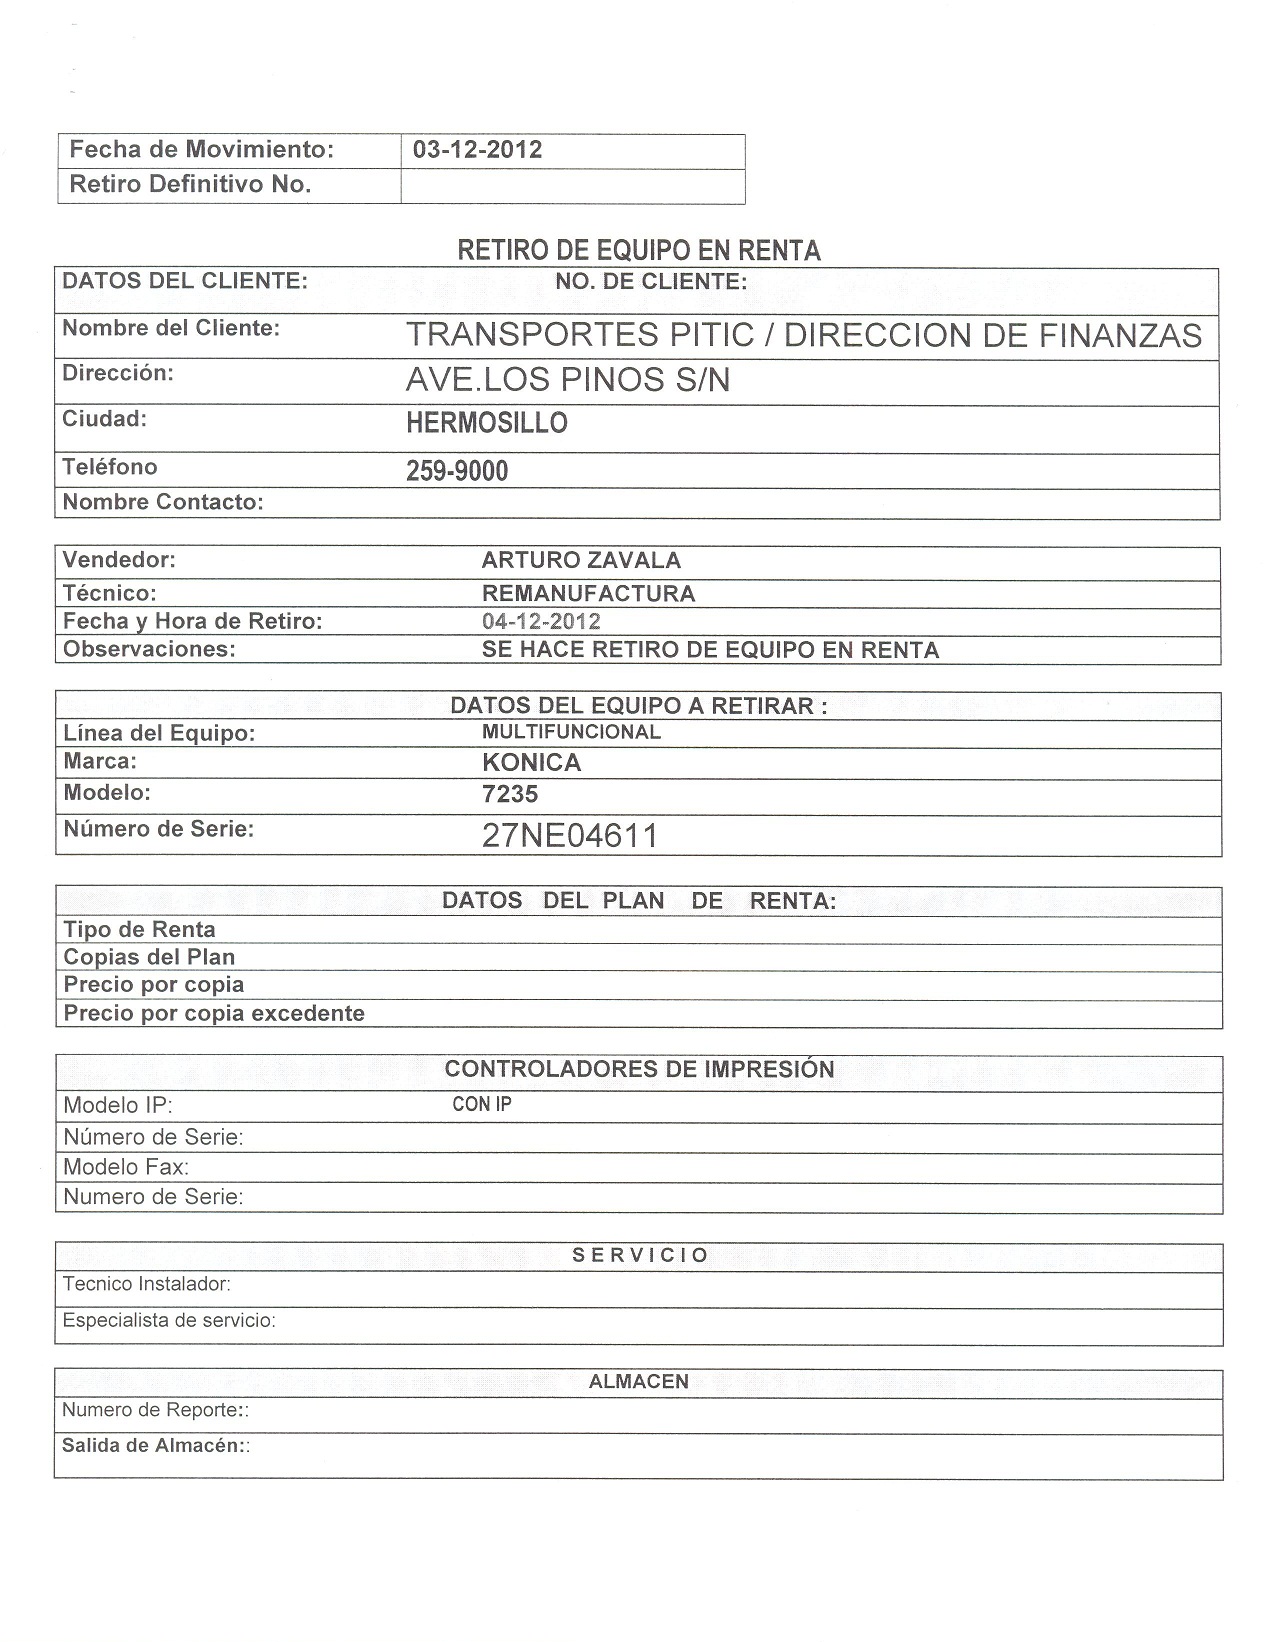 Fecha de Movimiento: 03-12-2012
Retiro Definitivo No.
RETIRO DE EQUIPO EN RENTA
DATOS DEL CLIENTE: NO. DE CLIENTE:
Nombre del Cliente: TRANSPORTES PITIC / DIRECCION DE FINANZAS
Dirección: AVE.LOS PINOS S/N
Ciudad: HERMOSILLO
Teléfono 259-9000
Nombre Contacto:
Vendedor: ARTURO ZAVALA
Técnico: REMANUFACTURA
Fecha y Hora de Retiro: 04-12-2012
Observaciones: SE HACE RETIRO DE EQUIPO EN RENTA
DATOS DEL EQUIPO A RETIRAR :
Línea del Equipo: MULTIFUNCIONAL
Marca: KONICA
Modelo: 7235
Número de Serie: 27NE04611
DATOS DEL PLAN DE RENTA:
Tipo de Renta
Copias del Plan
Precio por copia
Precio por copia excedente
CONTROLADORES DE IMPRESIÓN
Modelo IP: CON IP
Número de Serie:
Modelo Fax:
Numero de Serie:
S E R V I C I O
Tecnico Instalador:
Especialista de servicio:
ALMACEN
Numero de Reporte::
Salida de Almacén::